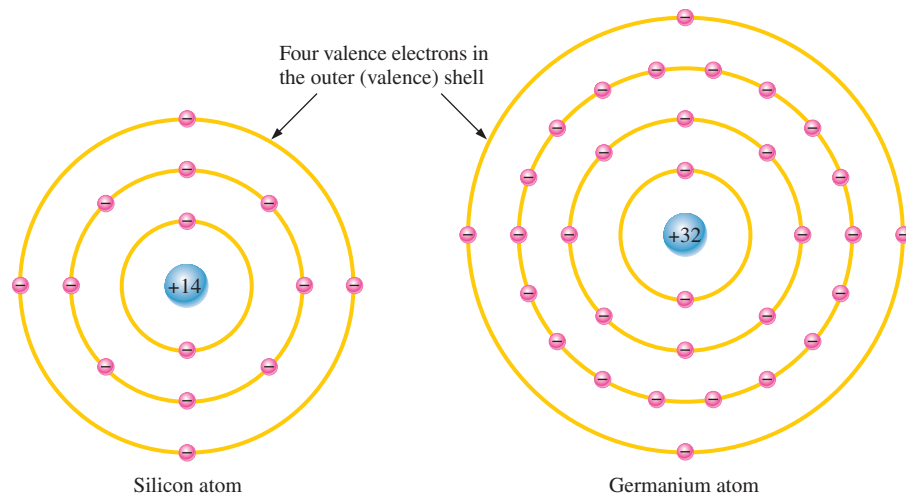 Four valence electrons in
the outer (valence) shell
+14
+32
Silicon atom
Germanium atom